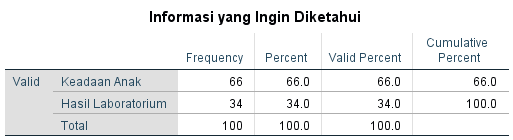 Informasi yang Ingin Diketahui
Frequency Percent Valid Percent Cumulative Percent
Valid Keadaan Anak 66 66.0 66.0 66.0
Hasil Laboratorium 34 34.0 34.0 100.0
Total 100 100.0 100.0